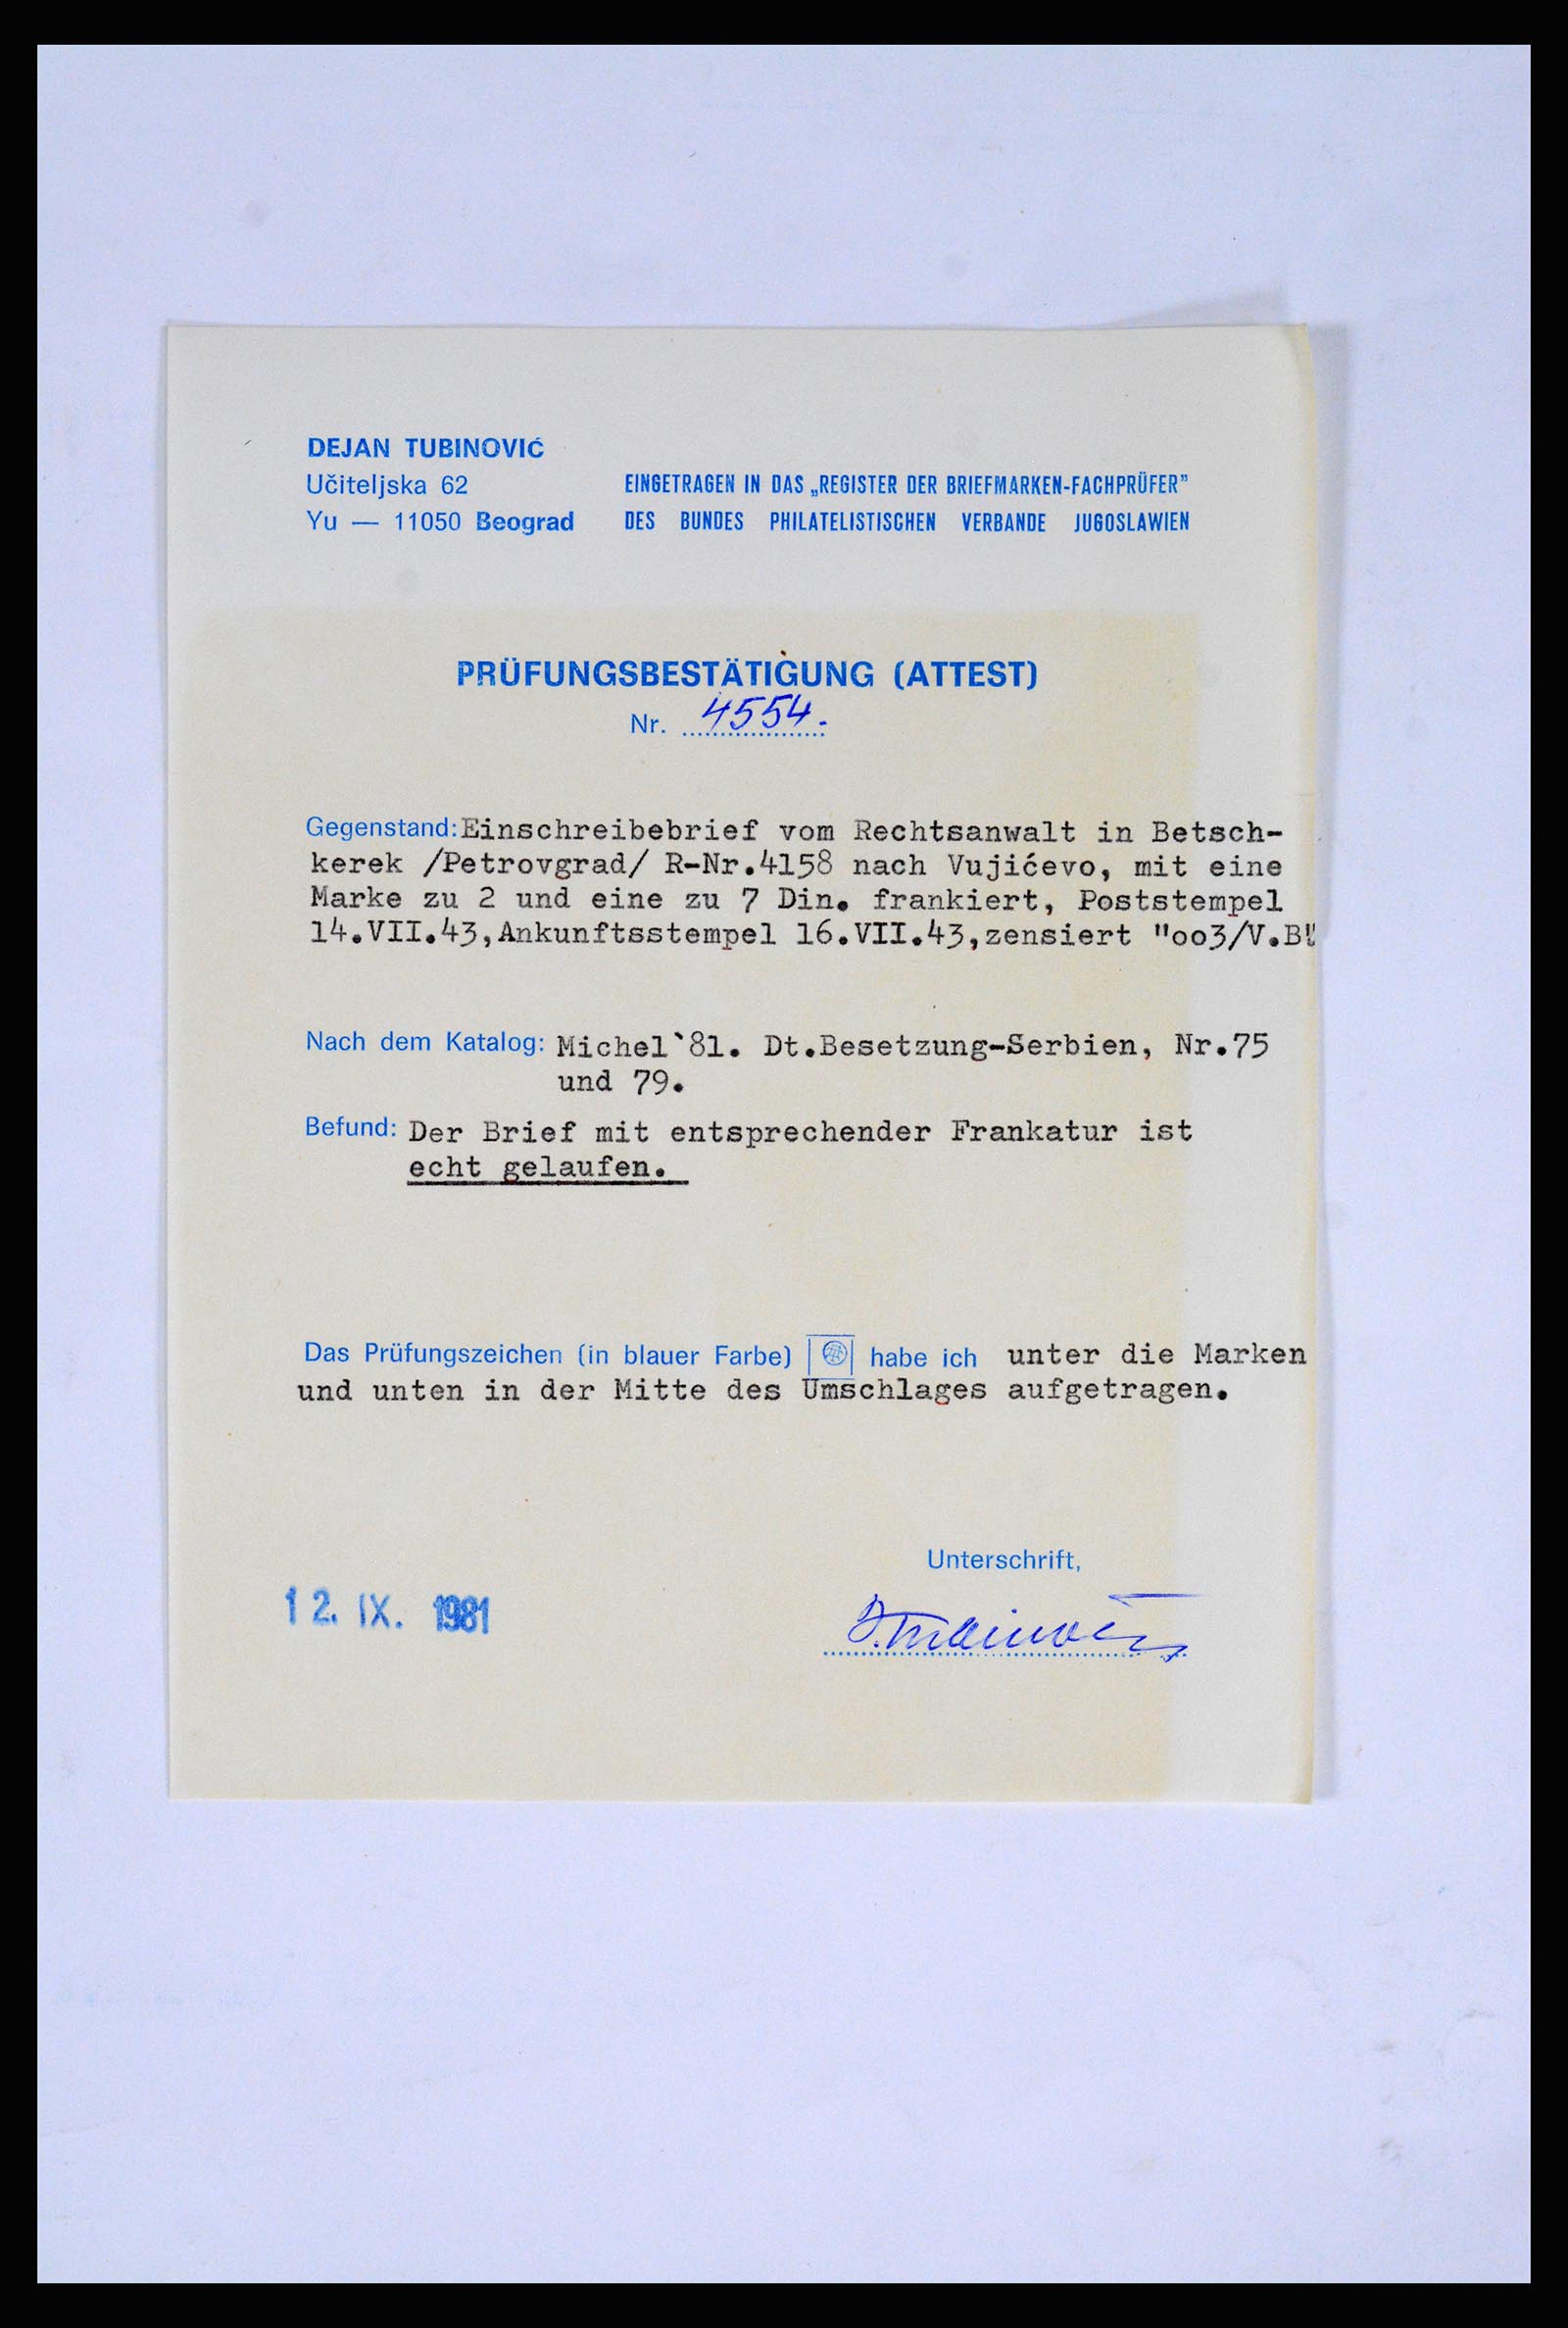 DEJAN TUBINOVIĆ
Učiteljska 62
Yu — 11050 Beograd
EINGETRAGEN IN DAS „REGISTER DER BRIEFMARKEN-FACHPRÜFER”
DES BUNDES PHILATELISTISCHEN VERBANDE JUGOSLAWIEN
PRÜFUNGSBESTÄTIGUNG (ATTEST)
Nr. 4554.
Gegenstand: Einschreibebrief vom Rechtsanwalt in Betsch-
kerek /Petrovgrad/ R-Nr.4158 nach Vujićevo, mit eine
Marke zu 2 und eine zu 7 Din. frankiert, Poststempel
14.VII.43,Ankunftsstempel 16.VII.43,zensiert "oo3/V.B"
Nach dem Katalog: Michel`81. Dt.Besetzung-Serbien, Nr.75
und 79.
Befund: Der Brief mit entsprechender Frankatur ist
echt gelaufen.
Das Prüfungszeichen (in blauer Farbe) habe ich unter die Marken
und unten in der Mitte des Umschlages aufgetragen.
Unterschrift,
12. IX. 1981
D.Tubinović